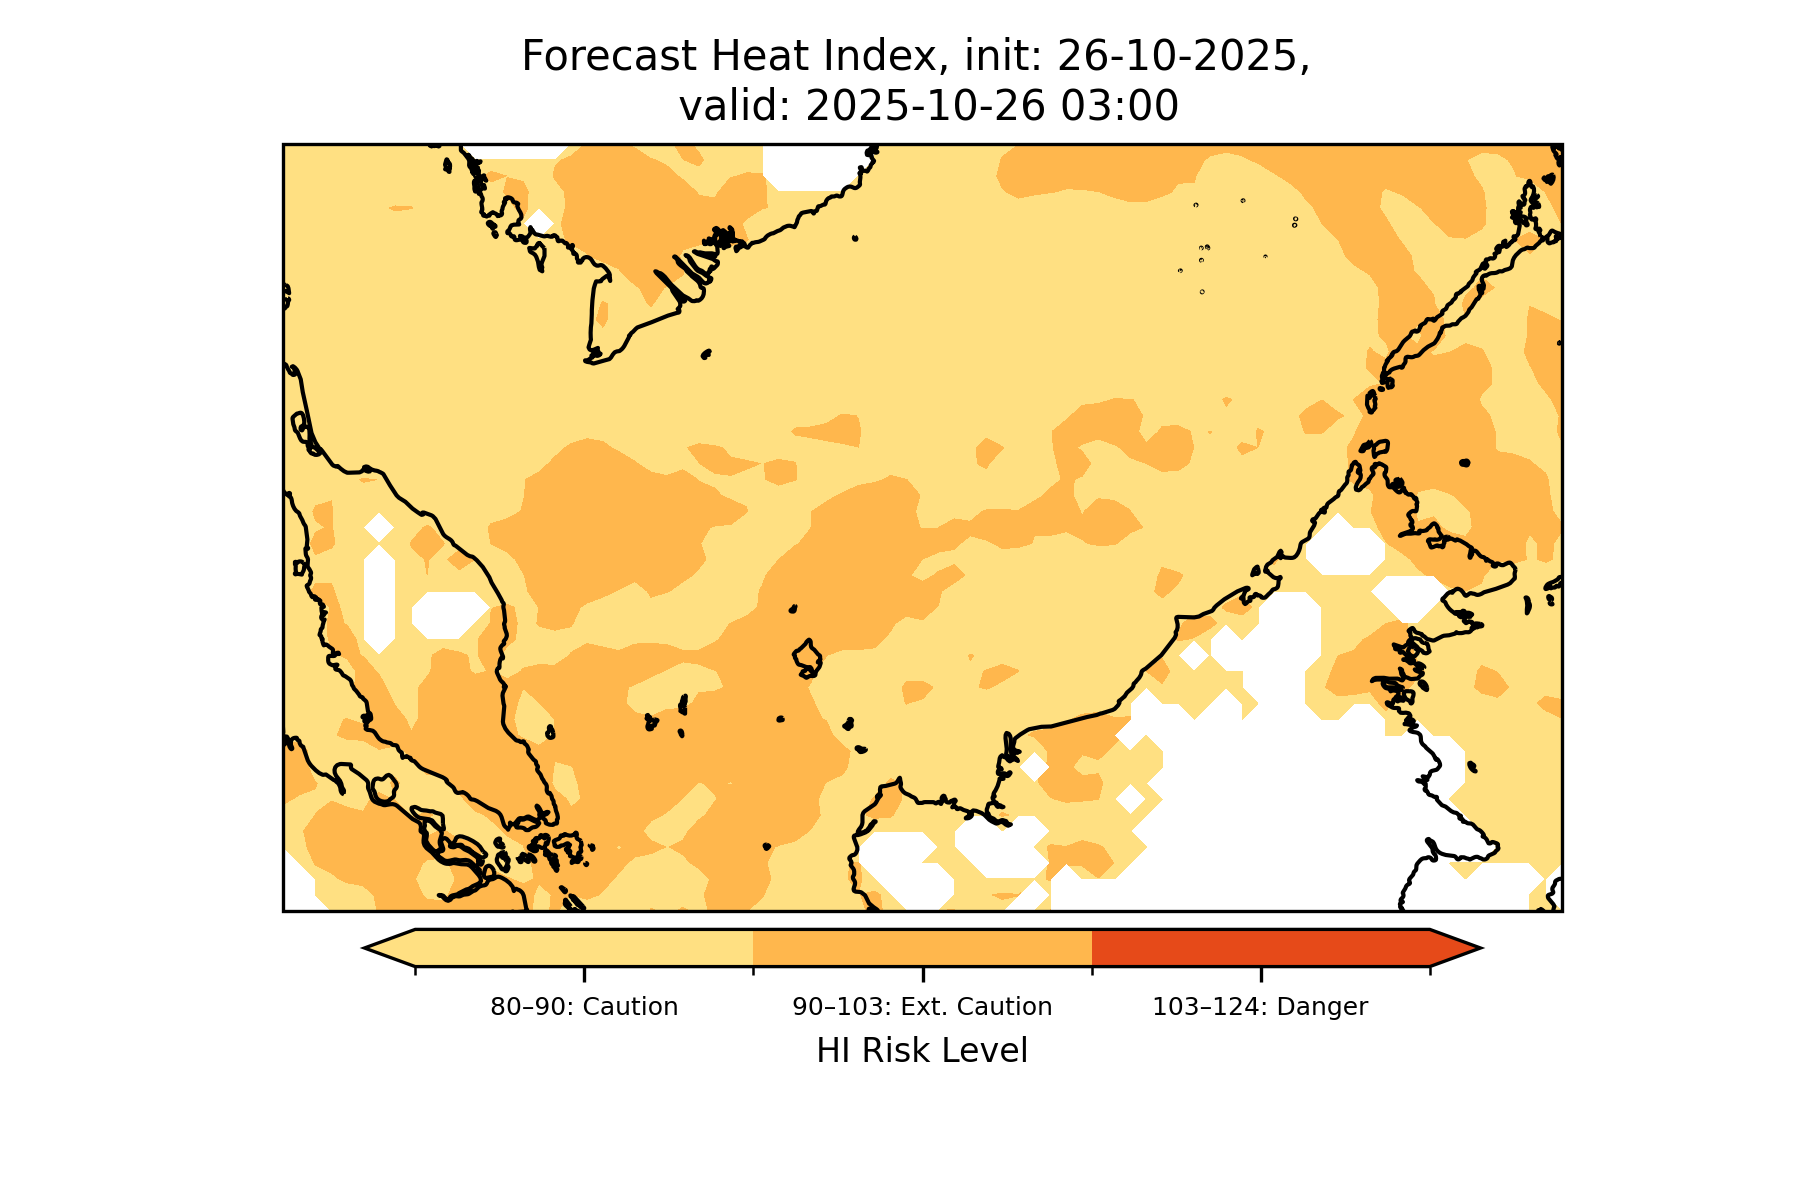 Forecast Heat Index, init: 26-10-2025,
valid: 2025-10-26 03:00
80–90: Caution
90–103: Ext. Caution
103–124: Danger
HI Risk Level